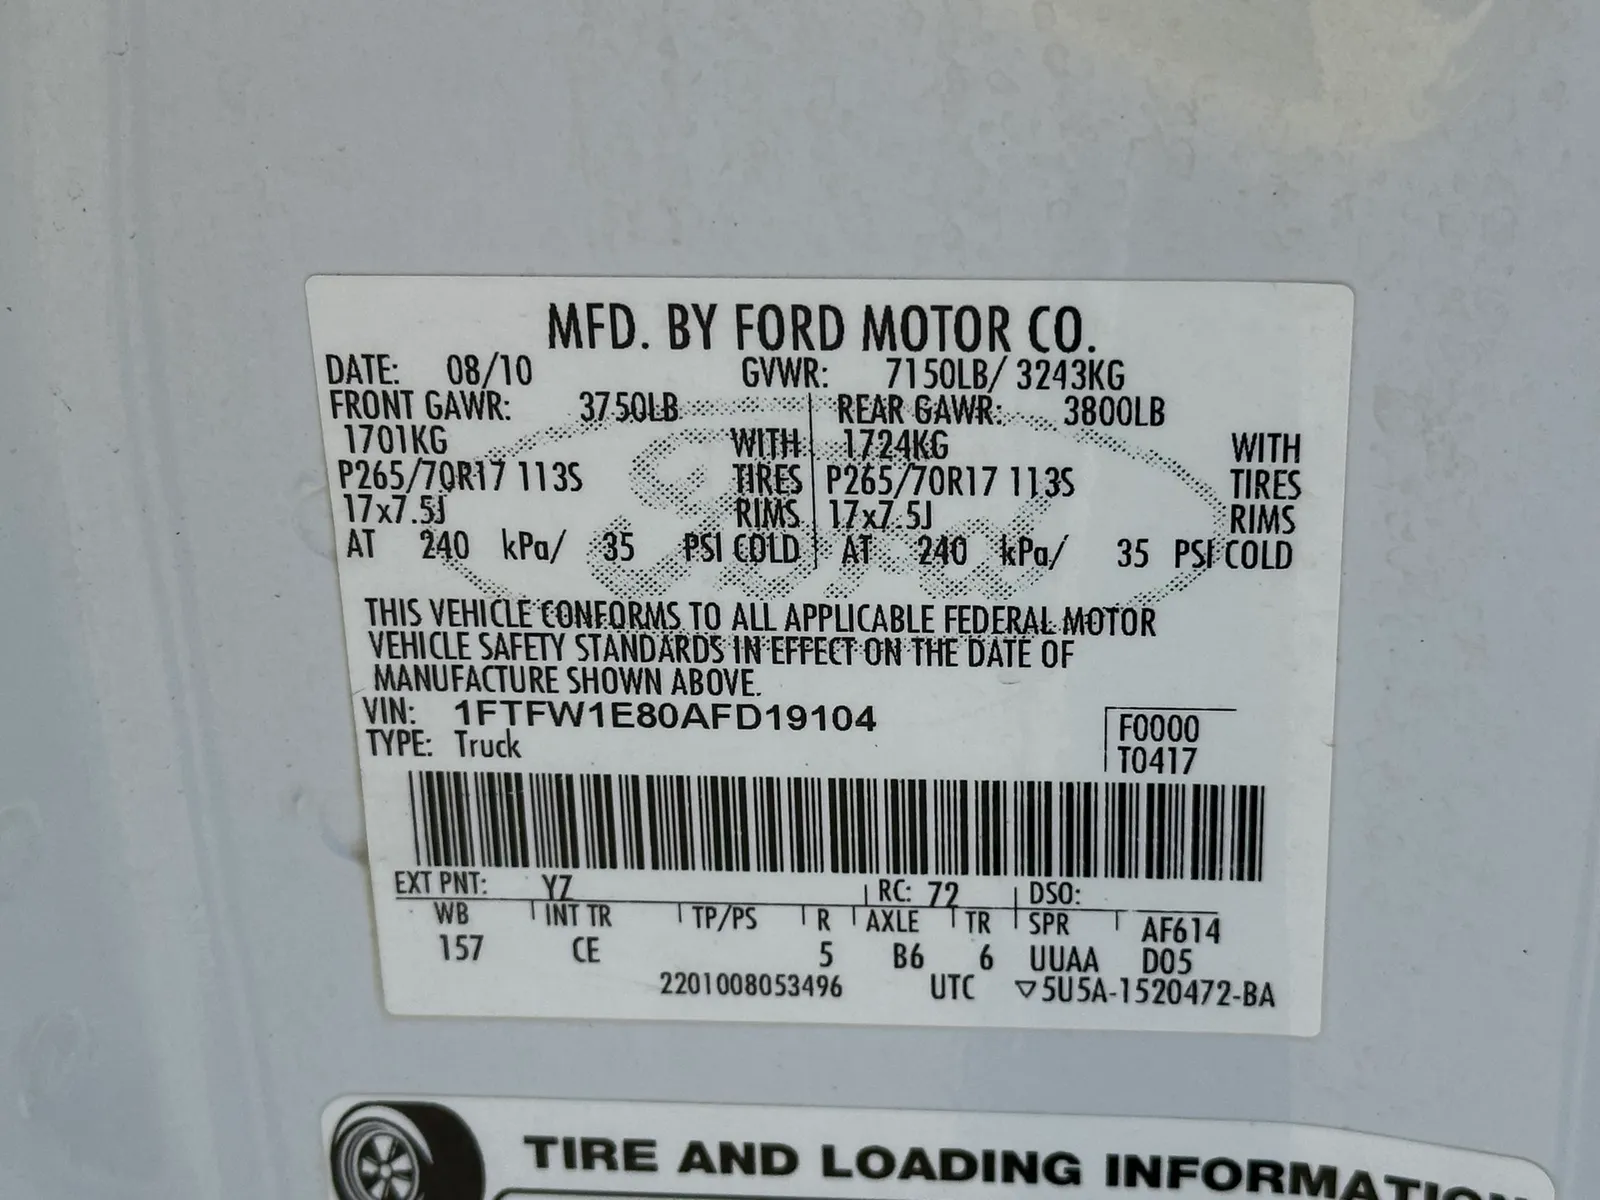 MFD. BY FORD MOTOR CO.
DATE: 08/10 GVWR: 7150LB/ 3243KG
FRONT GAWR: 3750LB REAR GAWR: 3800LB
1701KG WITH 1724KG WITH
P265/70R17 113S TIRES P265/70R17 113S TIRES
17x7.5J RIMS 17x7.5J RIMS
AT 240 kPa/ 35 PSI COLD AT 240 kPa/ 35 PSI COLD
THIS VEHICLE CONFORMS TO ALL APPLICABLE FEDERAL MOTOR
VEHICLE SAFETY STANDARDS IN EFFECT ON THE DATE OF
MANUFACTURE SHOWN ABOVE.
VIN: 1FTFW1E80AFD19104 F0000
TYPE: Truck T0417
EXT PNT: YZ RC: 72 DSO:
WB INT TR TP/PS R AXLE TR SPR AF614
157 CE 5 B6 6 UUAA D05
2201008053496 UTC ▽5U5A-1520472-BA
TIRE AND LOADING INFORMATION